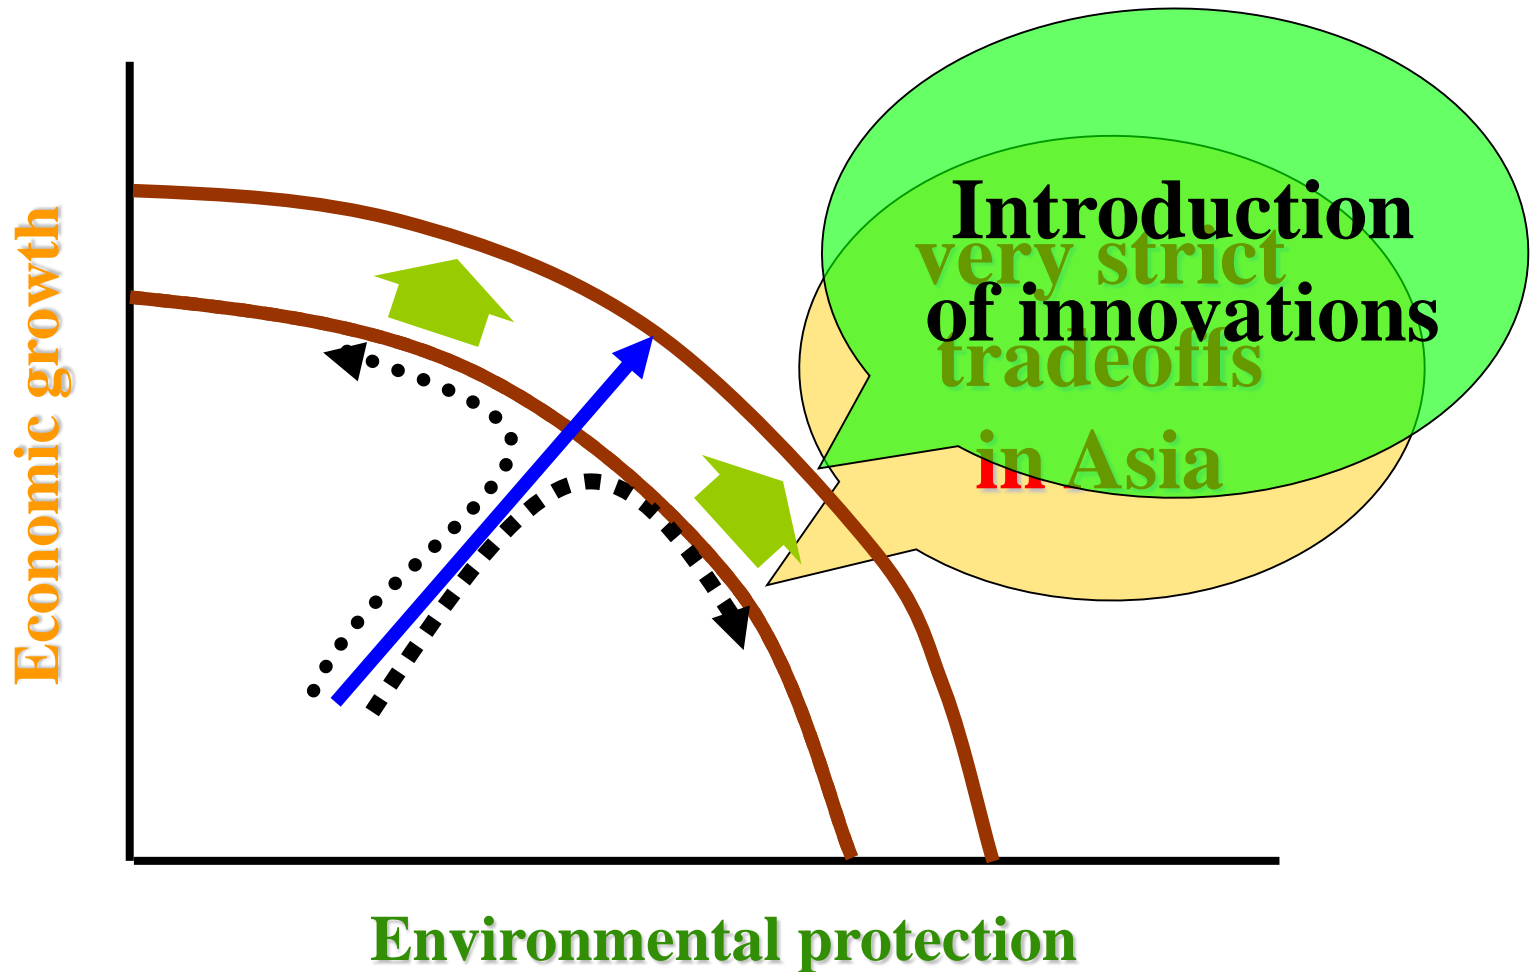 Economic growth
Introduction
of innovations
very strict
tradeoffs
in Asia
Environmental protection